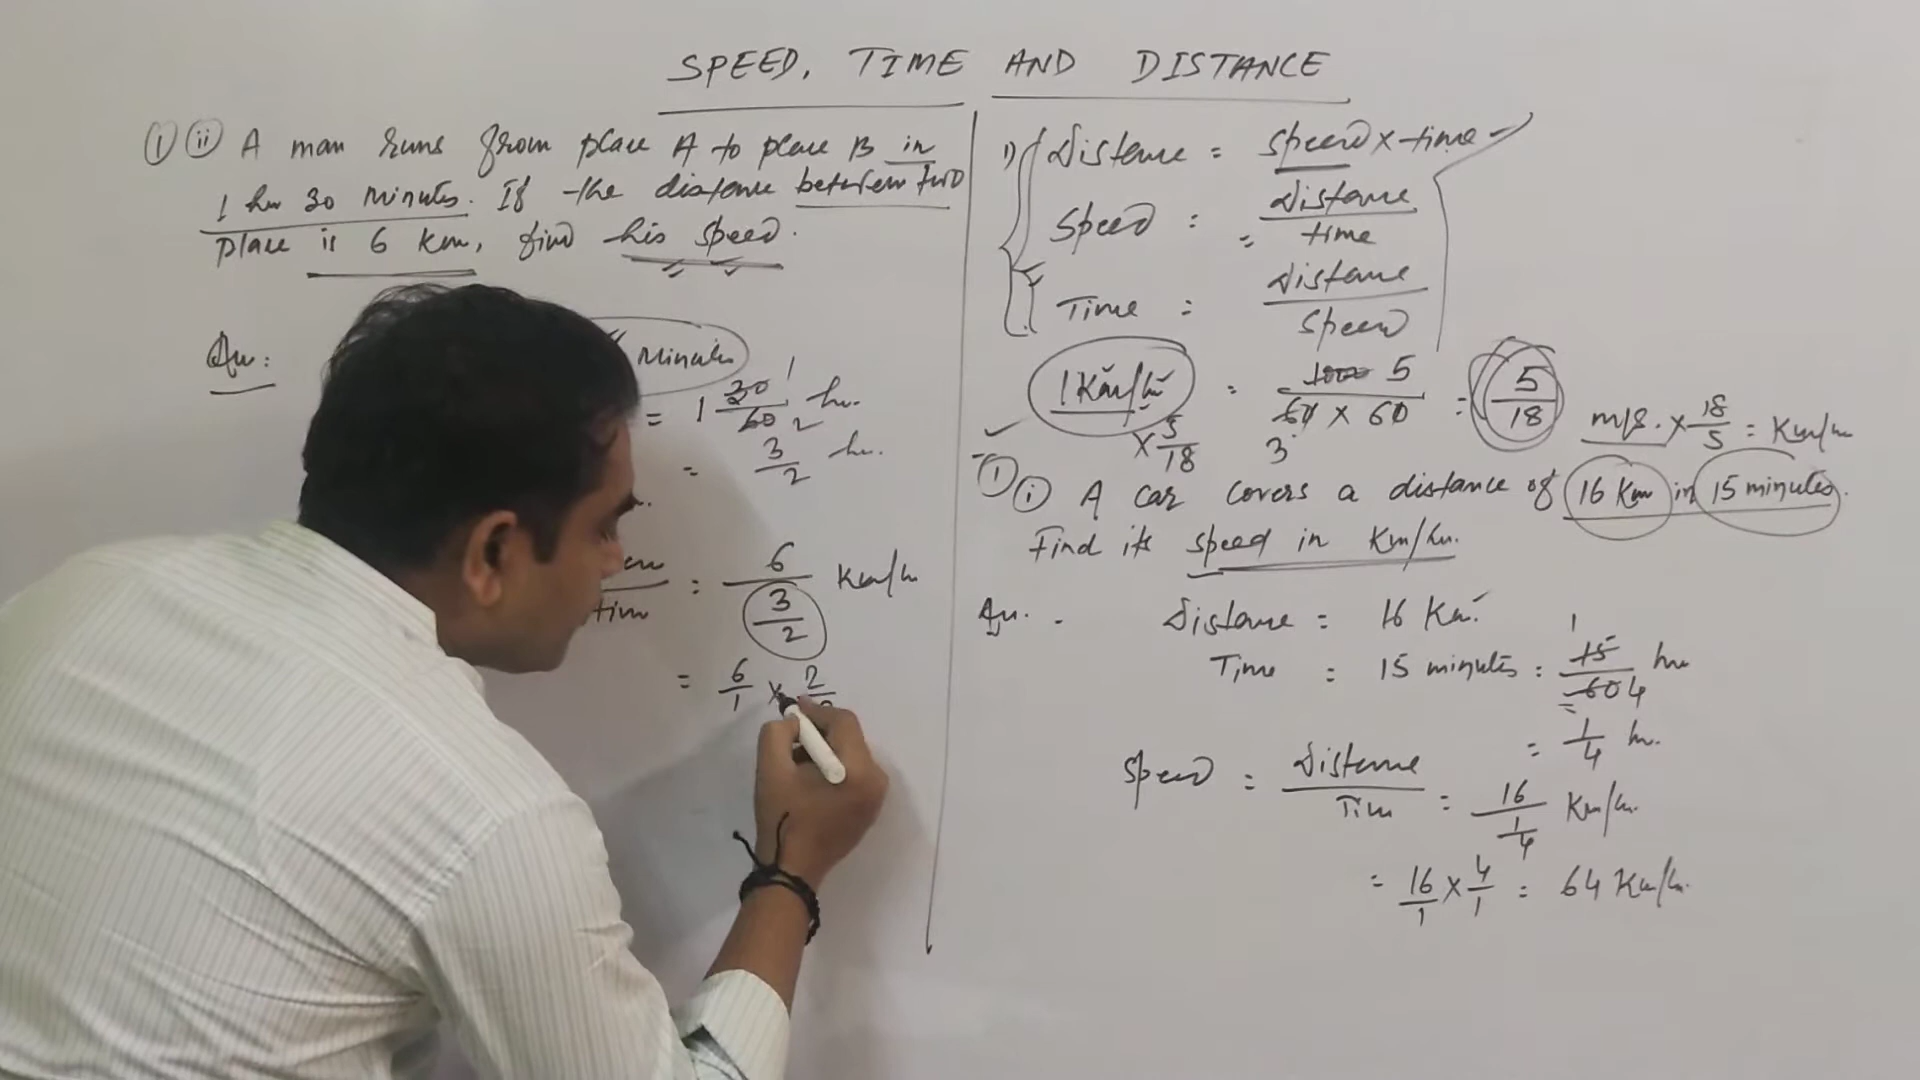 SPEED, TIME AND DISTANCE
① ⓘⓘ A man runs from place A to place B in
1 hr 30 minutes. If the distance between two
place is 6 Km, find his speed.
Ans:
Minutes
= 1 30/60 1/2 hr.
= 3/2 hr.
time
= 6/(3/2) Km/h
= 6/1 × 2/
1) Distance = Speed × time
Speed = Distance/time
Time = Distance/Speed
1 Km/hr = 1000 5/60 × 60 3 = 5/18
× 5/18
m/s. × 18/5 = Km/hr
① ⓘ A car covers a distance of 16 Km in 15 minutes.
Find its speed in Km/hr.
Ans.
Distance = 16 Km.
Time = 15 minutes = 15/60 1/4 hr
= 1/4 hr.
Speed = Distance/Time = 16/(1/4) Km/hr.
= 16/1 × 4/1 = 64 Km/hr.